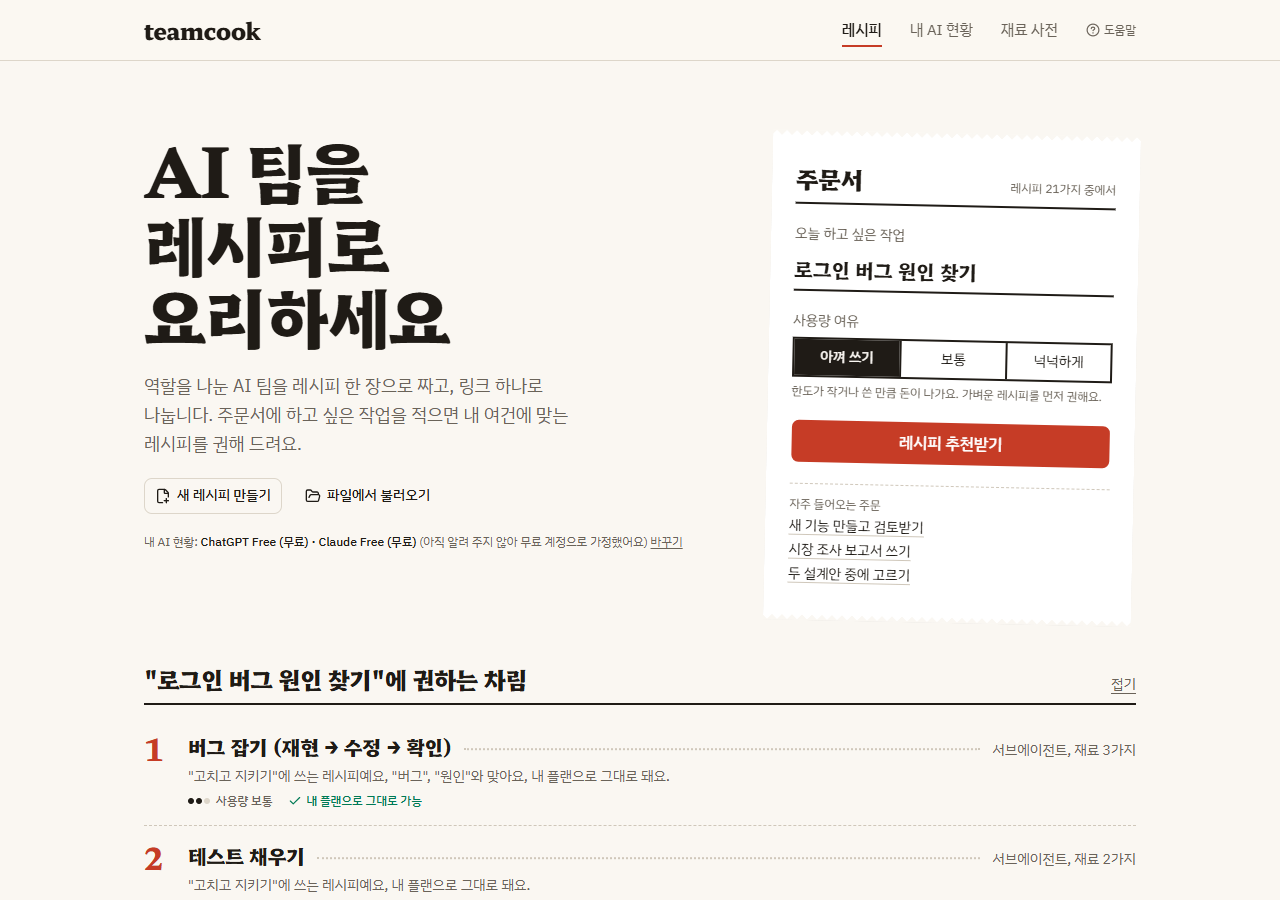 teamcook
레시피
내 AI 현황
재료 사전
도움말
AI 팀을
레시피로
요리하세요
역할을 나눈 AI 팀을 레시피 한 장으로 짜고, 링크 하나로
나눕니다. 주문서에 하고 싶은 작업을 적으면 내 여건에 맞는
레시피를 권해 드려요.
새 레시피 만들기
파일에서 불러오기
내 AI 현황: ChatGPT Free (무료) · Claude Free (무료) (아직 알려 주지 않아 무료 계정으로 가정했어요) 바꾸기
주문서
레시피 21가지 중에서
오늘 하고 싶은 작업
로그인 버그 원인 찾기
사용량 여유
아껴 쓰기
보통
넉넉하게
한도가 작거나 쓴 만큼 돈이 나가요. 가벼운 레시피를 먼저 권해요.
레시피 추천받기
자주 들어오는 주문
새 기능 만들고 검토받기
시장 조사 보고서 쓰기
두 설계안 중에 고르기
"로그인 버그 원인 찾기"에 권하는 차림
접기
1
버그 잡기 (재현 → 수정 → 확인)
서브에이전트, 재료 3가지
"고치고 지키기"에 쓰는 레시피예요, "버그", "원인"와 맞아요, 내 플랜으로 그대로 돼요.
사용량 보통
내 플랜으로 그대로 가능
2
테스트 채우기
서브에이전트, 재료 2가지
"고치고 지키기"에 쓰는 레시피예요, 내 플랜으로 그대로 돼요.